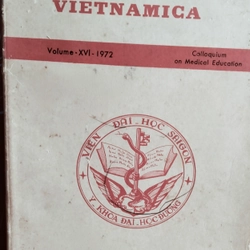 VIETNAMICA
Volume-XVI-1972
Colloquium
on Medical Education
VIỆN ĐẠI-HỌC SAIGON
Y-KHOA ĐẠI-HỌC-ĐƯỜNG